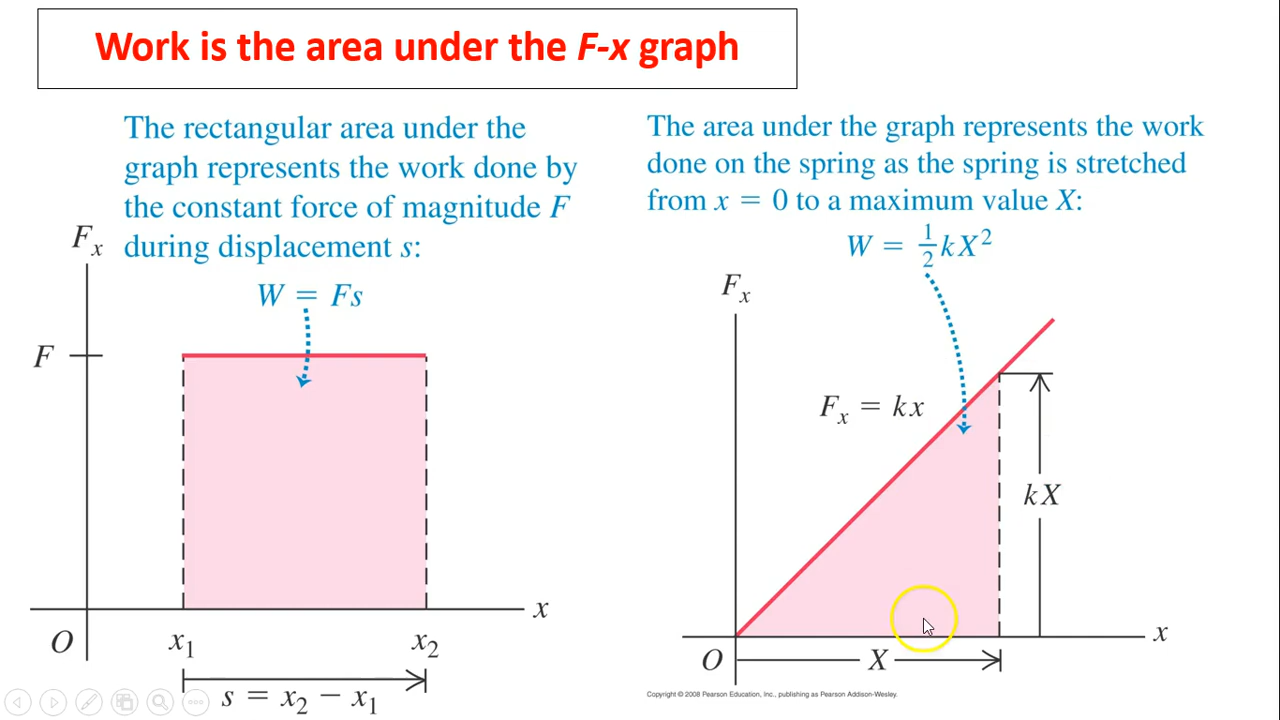 Work is the area under the F-x graph
The rectangular area under the
graph represents the work done by
the constant force of magnitude F
during displacement s:
W = Fs
Fx
F
O
x1
x2
x
s = x2 − x1
The area under the graph represents the work
done on the spring as the spring is stretched
from x = 0 to a maximum value X:
W = 1/2 kX²
Fx
Fx = kx
kX
O
X
x
Copyright © 2008 Pearson Education, Inc., publishing as Pearson Addison-Wesley.